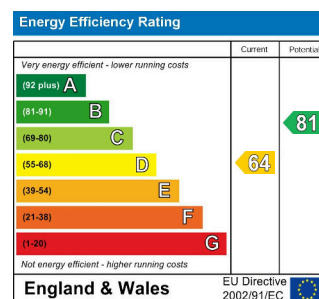 Energy Efficiency Rating
Current Potential
Very energy efficient - lower running costs
(92 plus) A
(81-91) B
(69-80) C
(55-68) D
(39-54) E
(21-38) F
(1-20) G
64
81
Not energy efficient - higher running costs
England & Wales
EU Directive
2002/91/EC